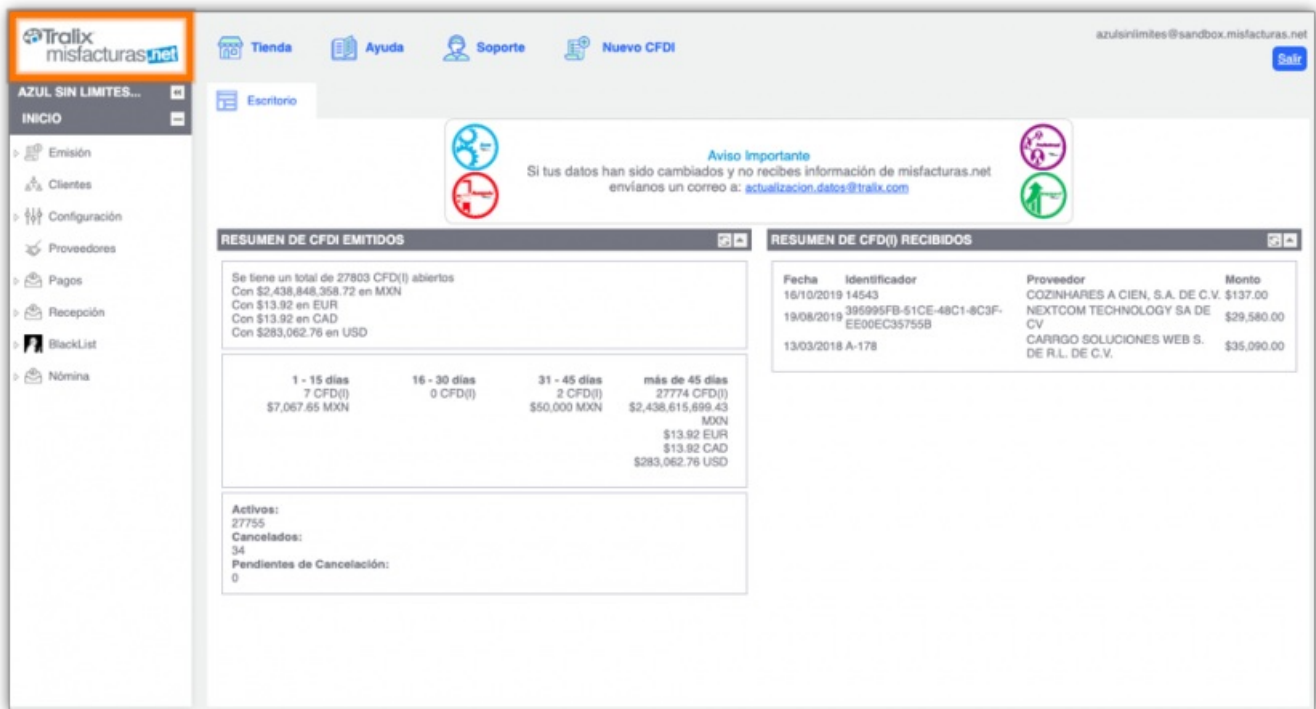 Tralix
misfacturas.net
Tienda
Ayuda
Soporte
Nuevo CFDI
azulsinlimites@sandbox.misfacturas.net
Salir
AZUL SIN LIMITES...
INICIO
Emisión
Clientes
Configuración
Proveedores
Pagos
Recepción
BlackList
Nómina
Escritorio
Aviso Importante
Si tus datos han sido cambiados y no recibes información de misfacturas.net
envíanos un correo a: actualizacion.datos@tralix.com
RESUMEN DE CFDI EMITIDOS
Se tiene un total de 27803 CFD(I) abiertos
Con $2,438,848,358.72 en MXN
Con $13.92 en EUR
Con $13.92 en CAD
Con $283,062.76 en USD
1 - 15 días 16 - 30 días 31 - 45 días más de 45 días
7 CFD(I) 0 CFD(I) 2 CFD(I) 27774 CFD(I)
$7,067.65 MXN $50,000 MXN $2,438,615,699.43
MXN
$13.92 EUR
$13.92 CAD
$283,062.76 USD
Activos:
27755
Cancelados:
34
Pendientes de Cancelación:
0
RESUMEN DE CFD(I) RECIBIDOS
Fecha Identificador Proveedor Monto
16/10/2019 14543 COZINHARES A CIEN, S.A. DE C.V. $137.00
19/08/2019 395995FB-51CE-48C1-8C3F- NEXTCOM TECHNOLOGY SA DE $29,580.00
EE00EC35755B CV
13/03/2018 A-178 CARRGO SOLUCIONES WEB S. $35,090.00
DE R.L. DE C.V.